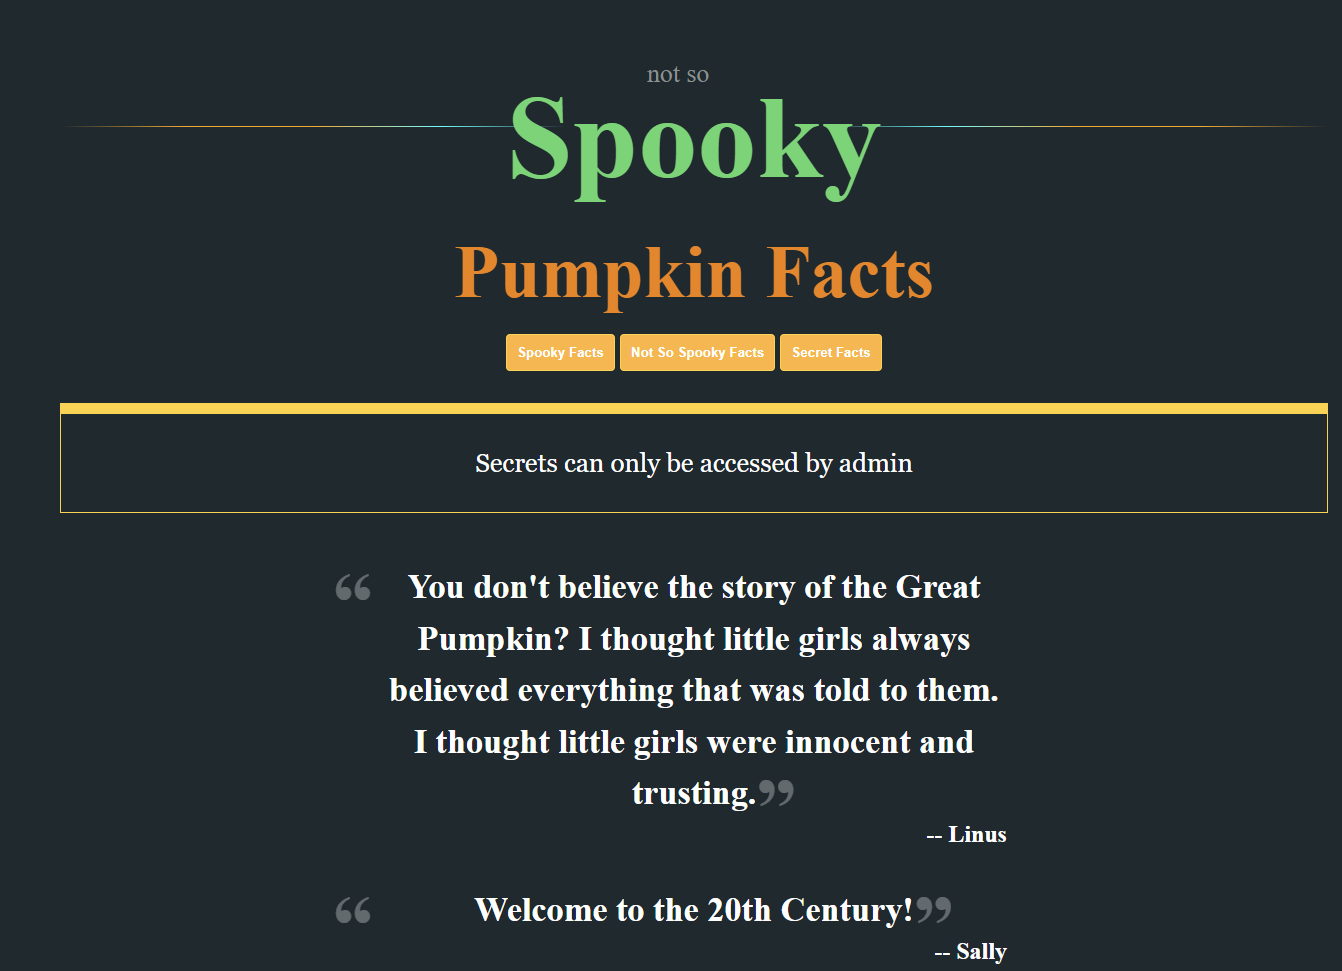 not so
Spooky
Pumpkin Facts
Spooky Facts Not So Spooky Facts Secret Facts
Secrets can only be accessed by admin
“ You don't believe the story of the Great
Pumpkin? I thought little girls always
believed everything that was told to them.
I thought little girls were innocent and
trusting.”
-- Linus
“ Welcome to the 20th Century!”
-- Sally